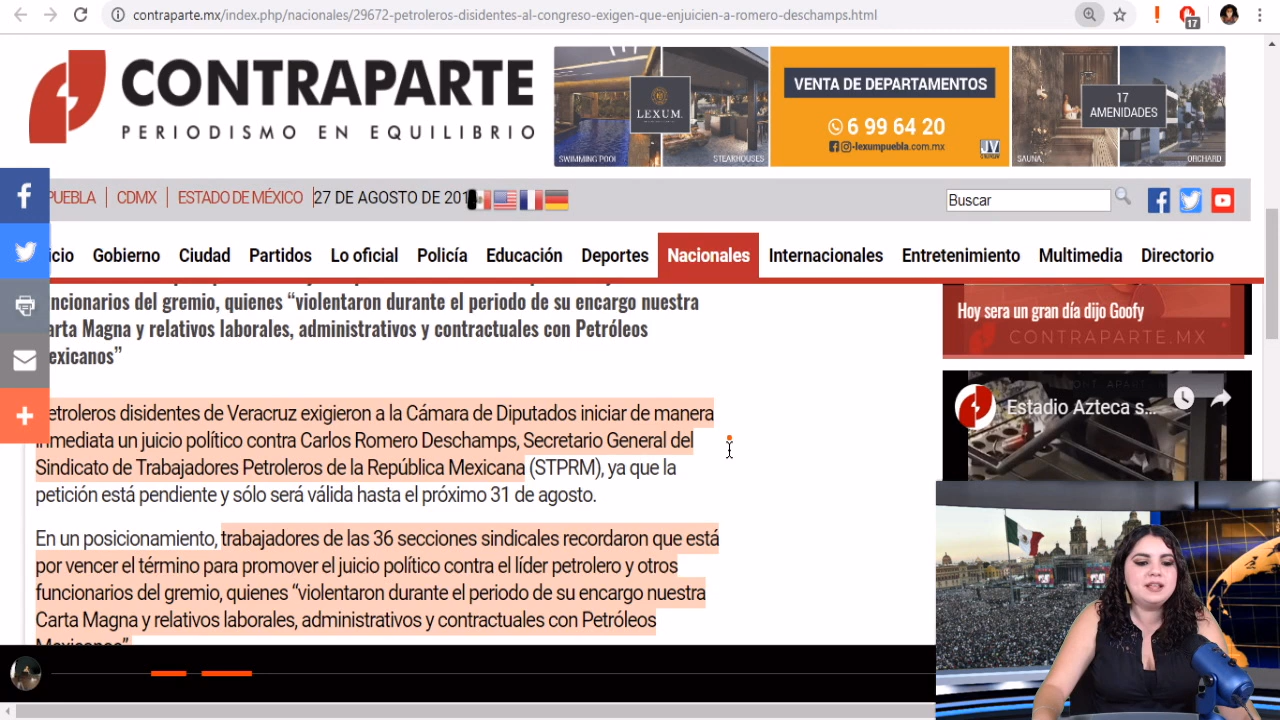 contraparte.mx/index.php/nacionales/29672-petroleros-disidentes-al-congreso-exigen-que-enjuicien-a-romero-deschamps.html
17
CONTRAPARTE
PERIODISMO EN EQUILIBRIO
LEXUM.
SWIMMING POOL
STEAKHOUSES
VENTA DE DEPARTAMENTOS
6 99 64 20
-lexumpuebla.com.mx
JV
17
AMENIDADES
SAUNA
ORCHARD
PUEBLA CDMX ESTADO DE MÉXICO 27 DE AGOSTO DE 201
Buscar
icio Gobierno Ciudad Partidos Lo oficial Policía Educación Deportes Nacionales Internacionales Entretenimiento Multimedia Directorio
uncionarios del gremio, quienes “violentaron durante el periodo de su encargo nuestra
arta Magna y relativos laborales, administrativos y contractuales con Petróleos
exicanos”
etroleros disidentes de Veracruz exigieron a la Cámara de Diputados iniciar de manera
inmediata un juicio político contra Carlos Romero Deschamps, Secretario General del
Sindicato de Trabajadores Petroleros de la República Mexicana (STPRM), ya que la
petición está pendiente y sólo será válida hasta el próximo 31 de agosto.
En un posicionamiento, trabajadores de las 36 secciones sindicales recordaron que está
por vencer el término para promover el juicio político contra el líder petrolero y otros
funcionarios del gremio, quienes “violentaron durante el periodo de su encargo nuestra
Carta Magna y relativos laborales, administrativos y contractuales con Petróleos
Mexicanos”
Hoy sera un gran día dijo Goofy
CONTRAPARTE.MX
Estadio Azteca s...